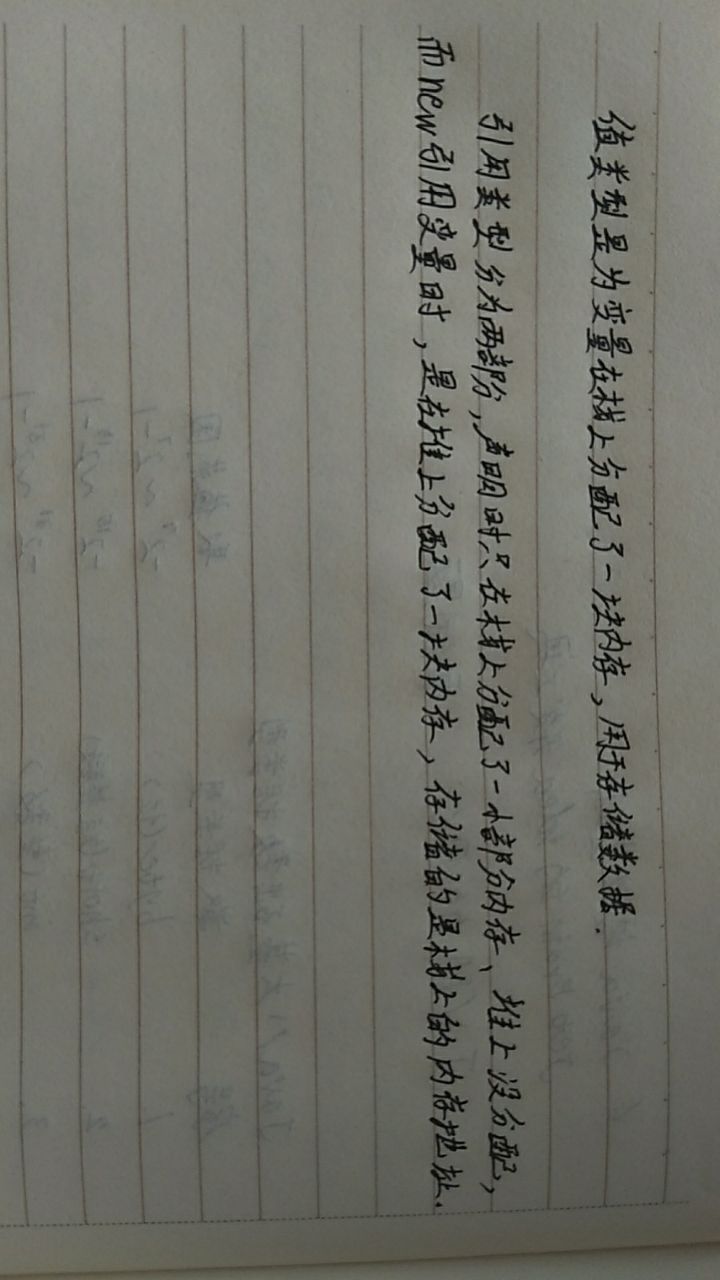 值类型是为变量在栈上分配了一块内存,用于存储数据.
引用类型分为两部分,声明时只在栈上分配了一小部分内存、堆上没分配,
而new引用变量时,是在堆上分配了一块内存,存储的是栈上的内存地址.